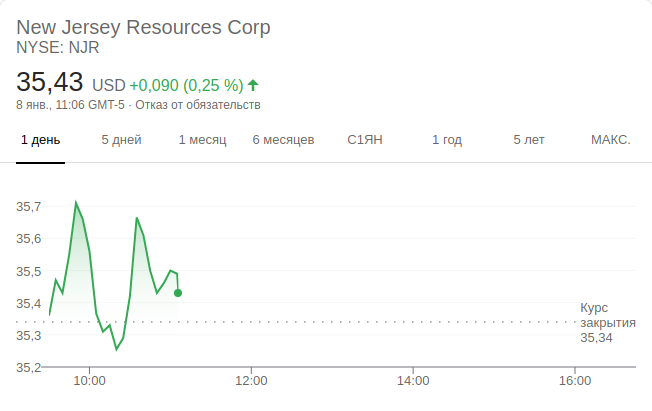 New Jersey Resources Corp
NYSE: NJR
35,43 USD +0,090 (0,25 %)
8 янв., 11:06 GMT-5 · Отказ от обязательств
1 день 5 дней 1 месяц 6 месяцев С1ЯН 1 год 5 лет МАКС.
35,7
35,6
35,5
35,4
35,3
35,2
Курс
закрытия
35,34
10:00 12:00 14:00 16:00